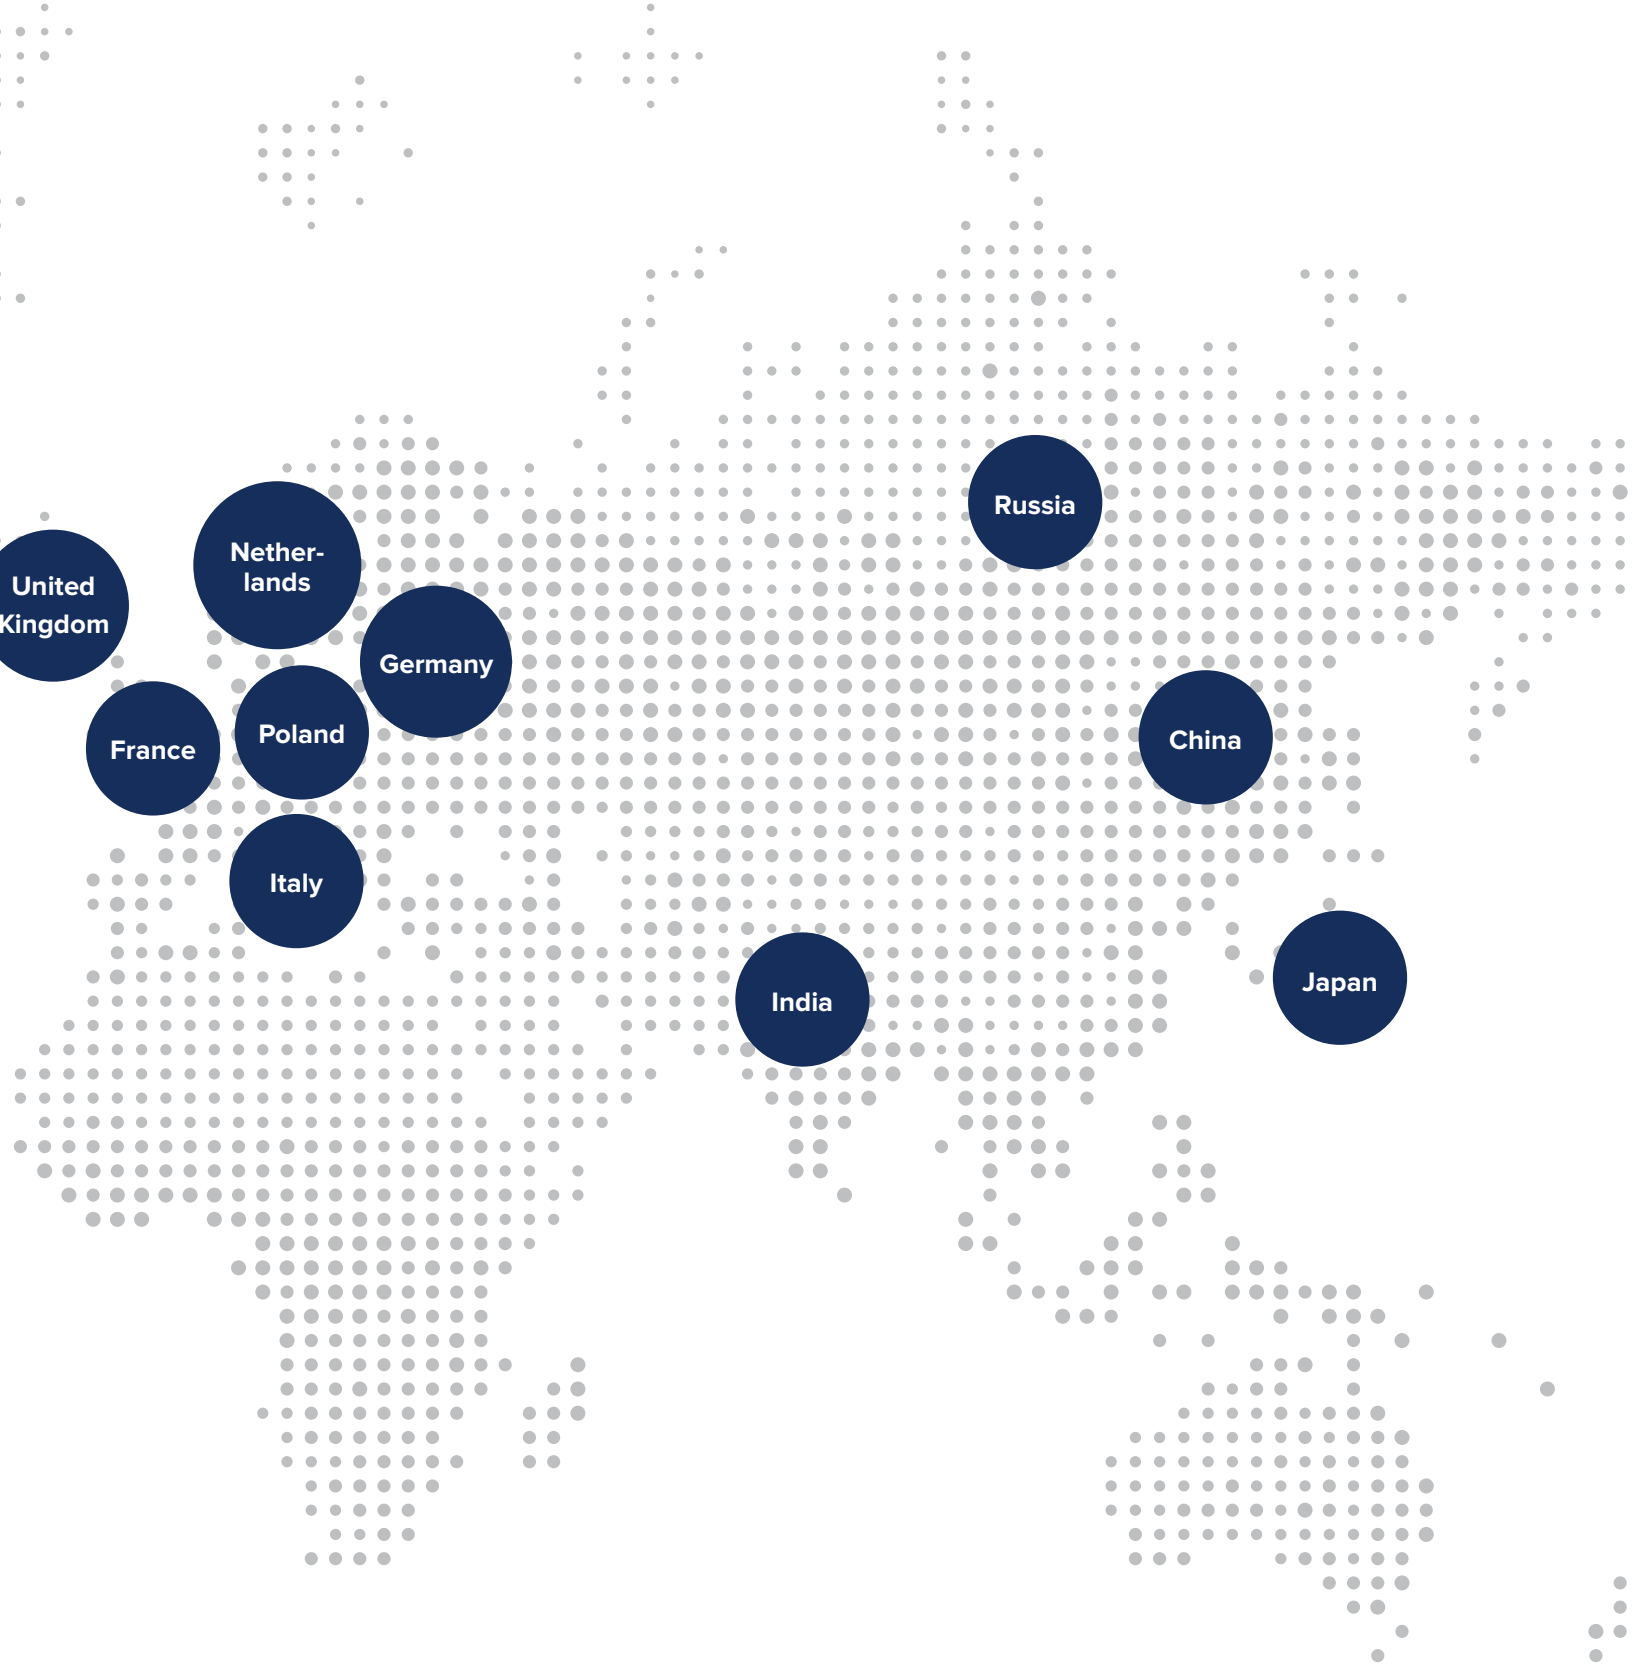 Russia
Nether-
lands
United
Kingdom
Germany
Poland
France
China
Italy
India
Japan